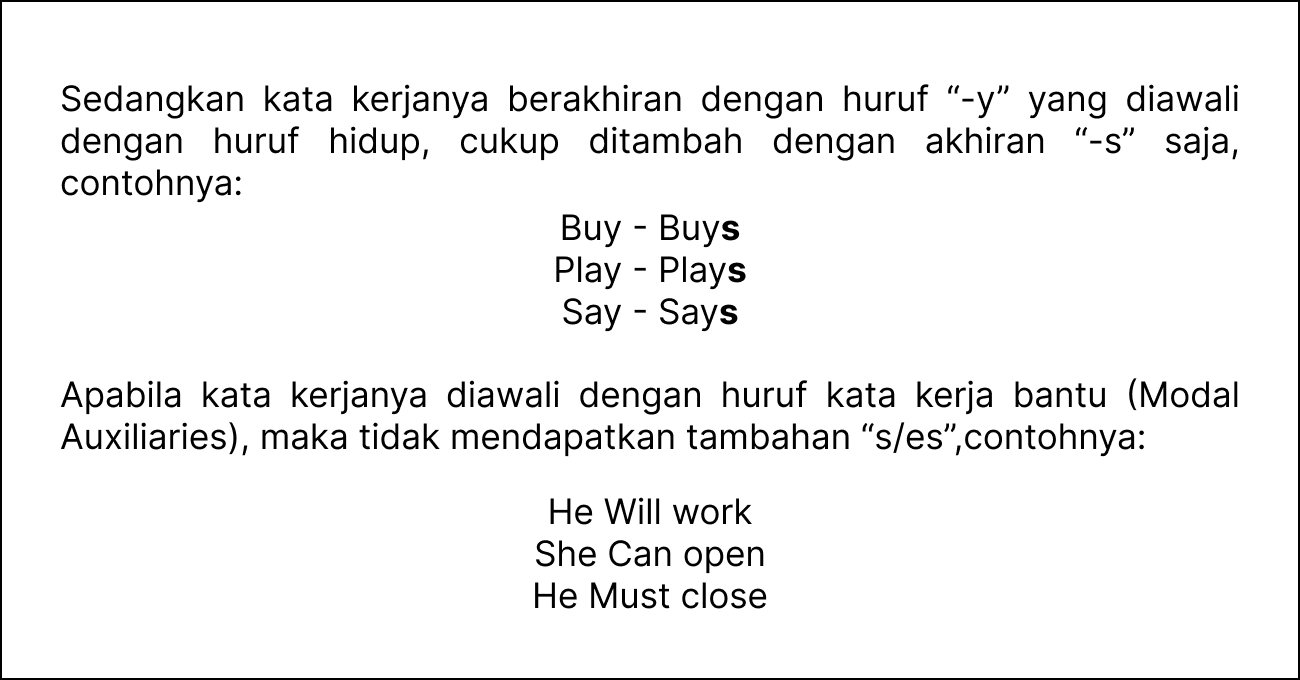 Sedangkan kata kerjanya berakhiran dengan huruf “-y” yang diawali
dengan huruf hidup, cukup ditambah dengan akhiran “-s” saja,
contohnya:
Buy - Buys
Play - Plays
Say - Says
Apabila kata kerjanya diawali dengan huruf kata kerja bantu (Modal
Auxiliaries), maka tidak mendapatkan tambahan “s/es”,contohnya:
He Will work
She Can open
He Must close